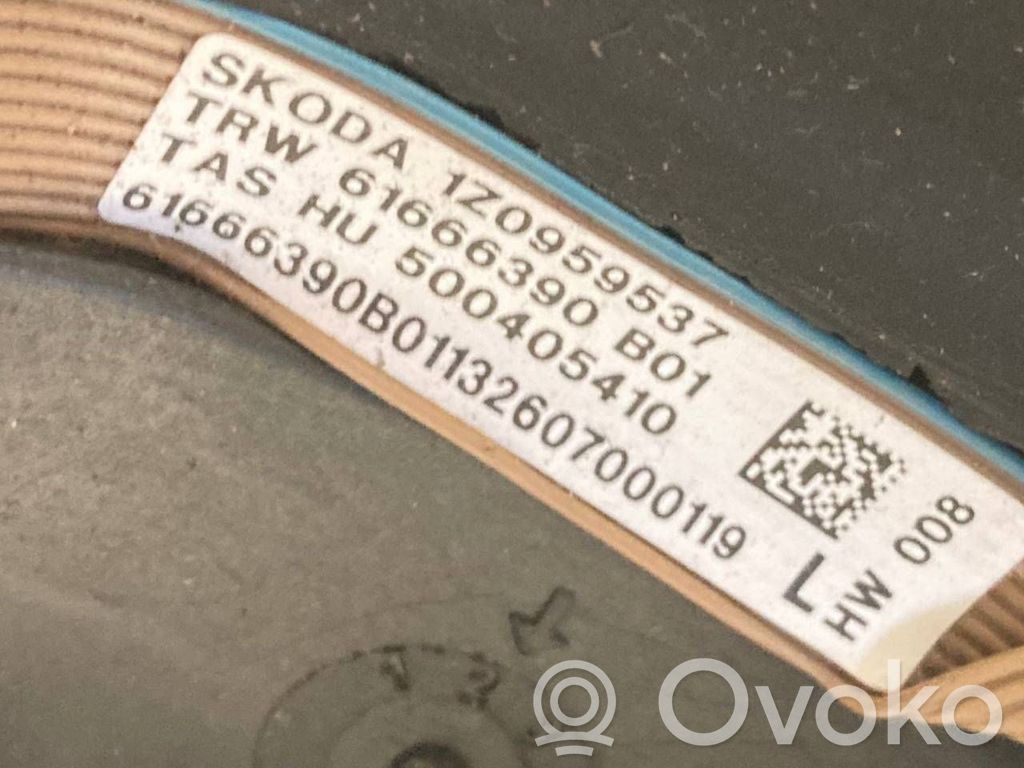 SKODA 1Z0959537
TRW 61666390 B01
TAS HU 500405410
61666390B01132607000119
L
HW 008
Ovoko